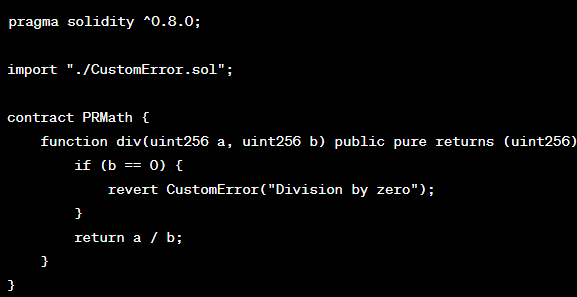 pragma solidity ^0.8.0;
import "./CustomError.sol";
contract PRMath {
function div(uint256 a, uint256 b) public pure returns (uint256)
if (b == 0) {
revert CustomError("Division by zero");
}
return a / b;
}
}